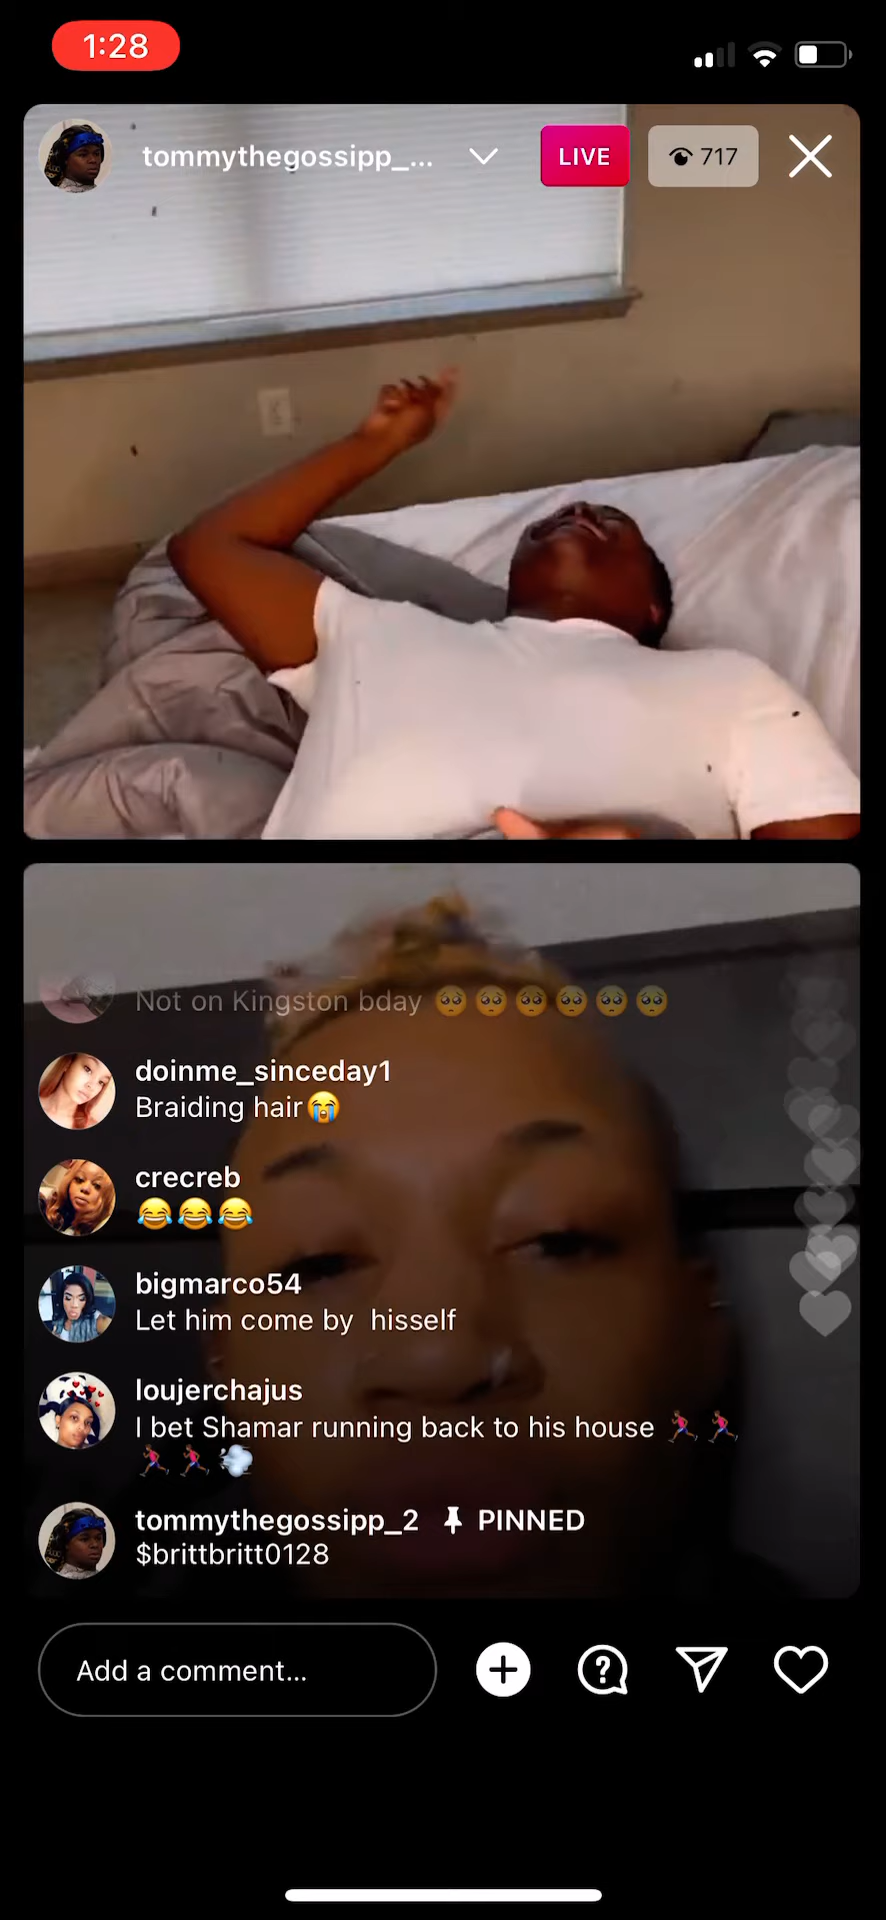 1:28
tommythegossipp_...
LIVE
717
Not on Kingston bday 🥺🥺🥺🥺🥺🥺
doinme_sinceday1
Braiding hair😭
crecreb
😂😂😂
bigmarco54
Let him come by  hisself
loujerchajus
I bet Shamar running back to his house 🏃🏾‍♂️🏃🏾‍♂️
🏃🏾‍♂️🏃🏾‍♂️💨
tommythegossipp_2 📌 PINNED
$brittbritt0128
Add a comment...